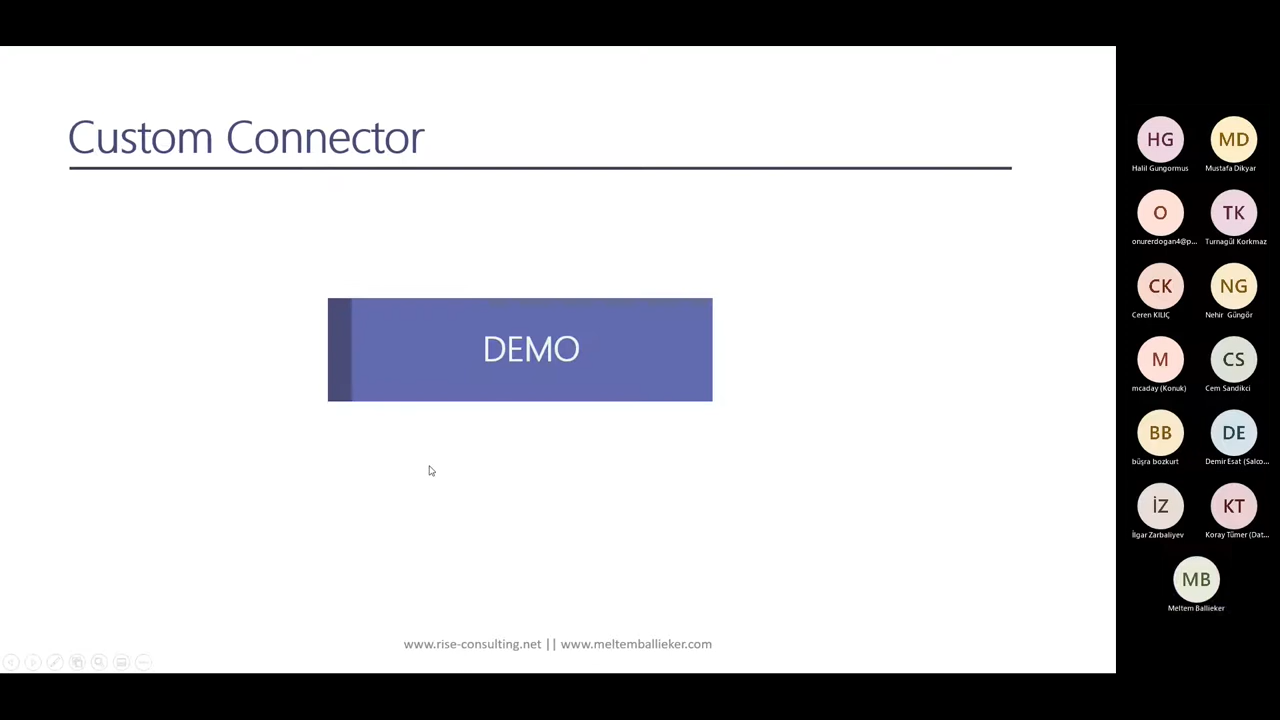 Custom Connector
DEMO
www.rise-consulting.net || www.meltemballieker.com
HG
MD
Halil Gungormus
Mustafa Dikyar
O
TK
onurerdogan4@p...
Turnagül Korkmaz
CK
NG
Ceren KILIÇ
Nehir Güngör
M
CS
mcaday (Konuk)
Cem Sandikci
BB
DE
büşra bozkurt
Demir Esat (Salco...
İZ
KT
İlgar Zarbaliyev
Koray Tümer (Dat...
MB
Meltem Ballieker